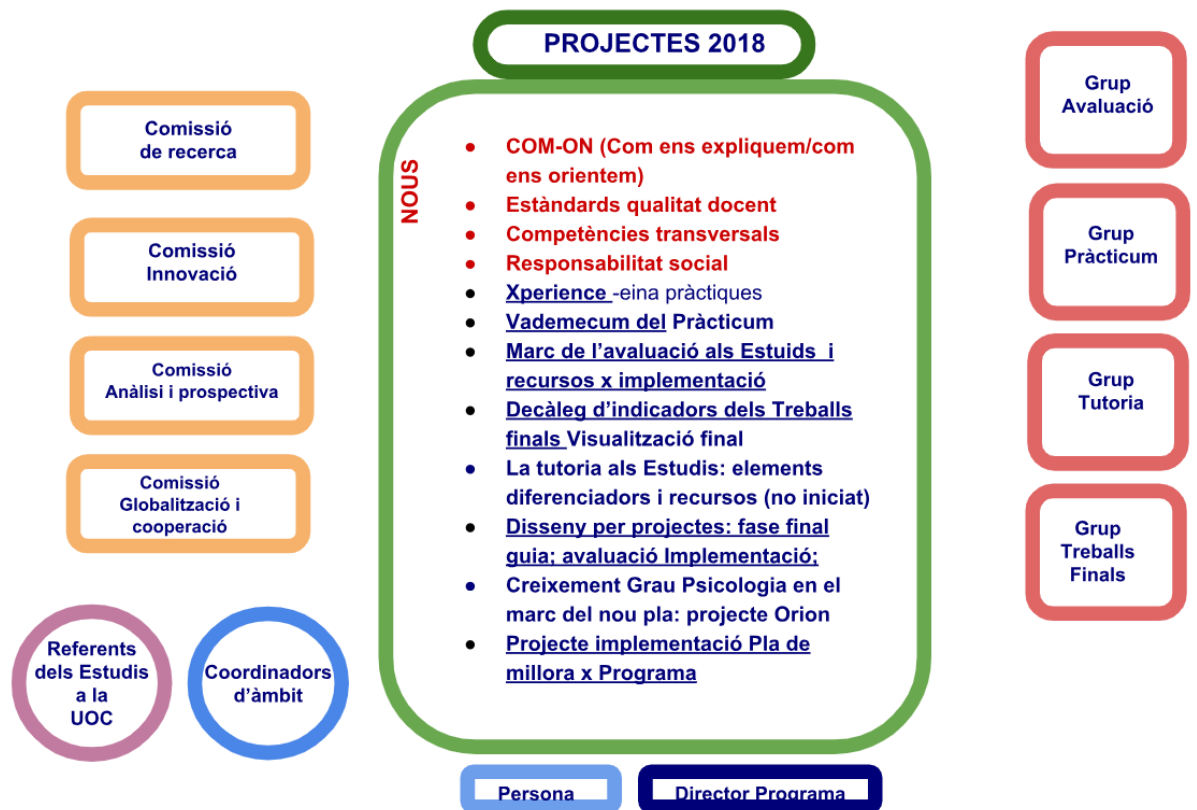 PROJECTES 2018
Comissió
de recerca
Comissió
Innovació
Comissió
Anàlisi i prospectiva
Comissió
Globalització i
cooperació
Referents
dels Estudis
a la
UOC
Coordinadors
d'àmbit
NOUS
● COM-ON (Com ens expliquem/com
ens orientem)
● Estàndards qualitat docent
● Competències transversals
● Responsabilitat social
● Xperience -eina pràctiques
● Vademecum del Pràcticum
● Marc de l'avaluació als Estuids i
recursos x implementació
● Decàleg d'indicadors dels Treballs
finals Visualització final
● La tutoria als Estudis: elements
diferenciadors i recursos (no iniciat)
● Disseny per projectes: fase final
guia; avaluació Implementació;
● Creixement Grau Psicologia en el
marc del nou pla: projecte Orion
● Projecte implementació Pla de
millora x Programa
Grup
Avaluació
Grup
Pràcticum
Grup
Tutoria
Grup
Treballs
Finals
Persona
Director Programa